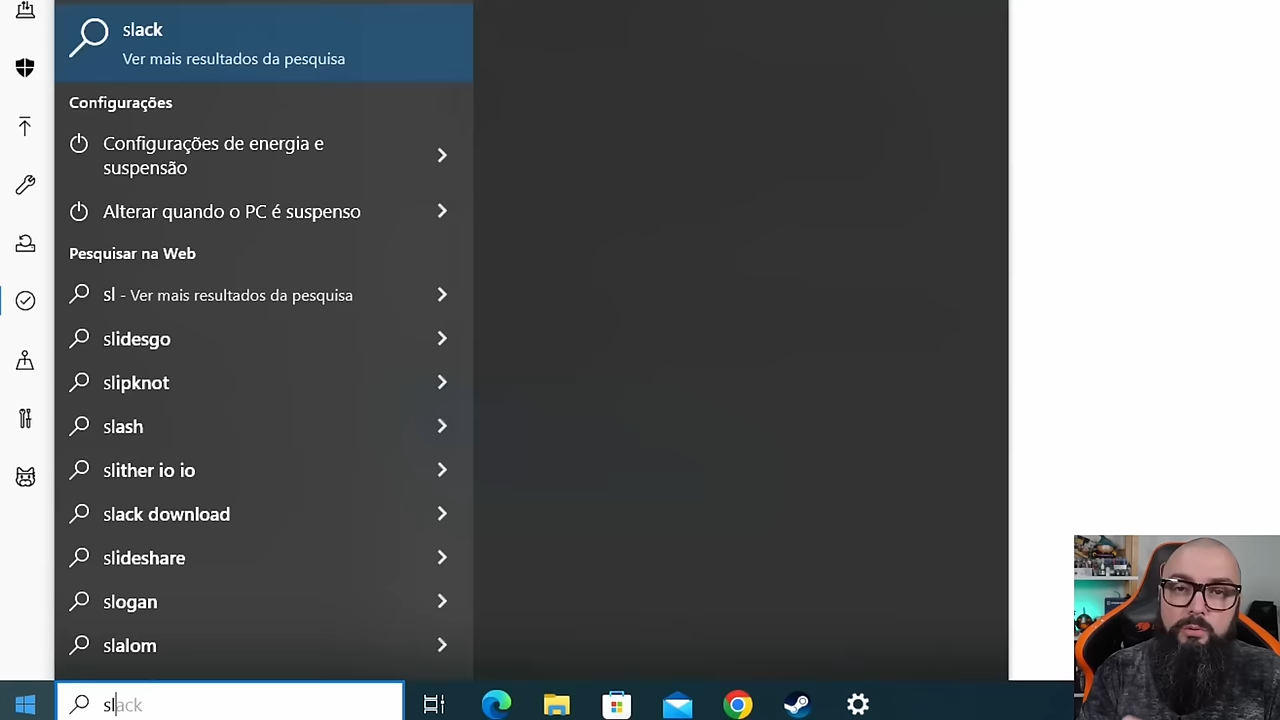 slack
Ver mais resultados da pesquisa
Configurações
Configurações de energia e
suspensão
Alterar quando o PC é suspenso
Pesquisar na Web
sl - Ver mais resultados da pesquisa
slidesgo
slipknot
slash
slither io io
slack download
slideshare
slogan
slalom
slack